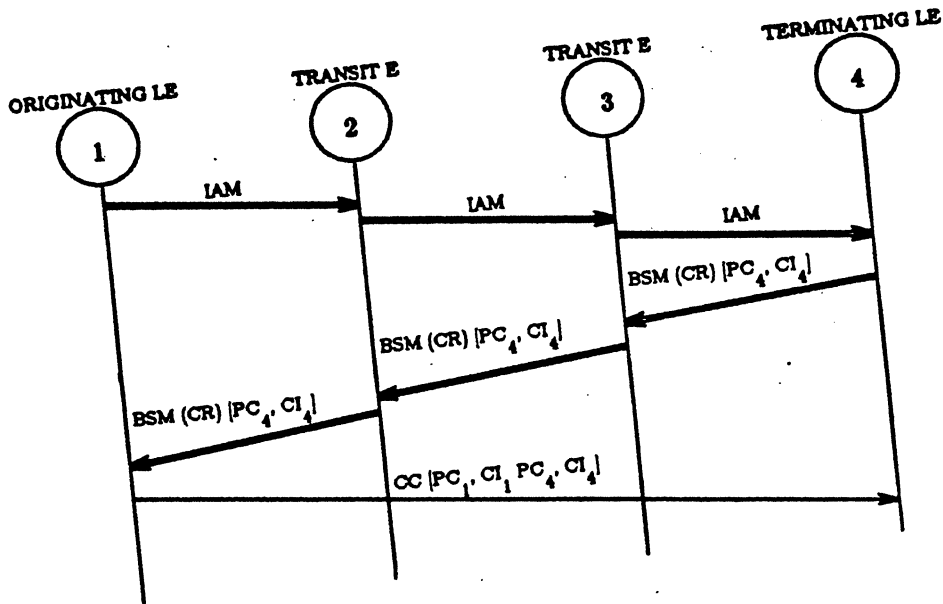 ORIGINATING LE
TRANSIT E
TRANSIT E
TERMINATING LE
1
2
3
4
IAM
IAM
IAM
BSM (CR) [PC4, CI4]
BSM (CR) [PC4, CI4]
BSM (CR) [PC4, CI4]
CC [PC1, CI1 PC4, CI4]